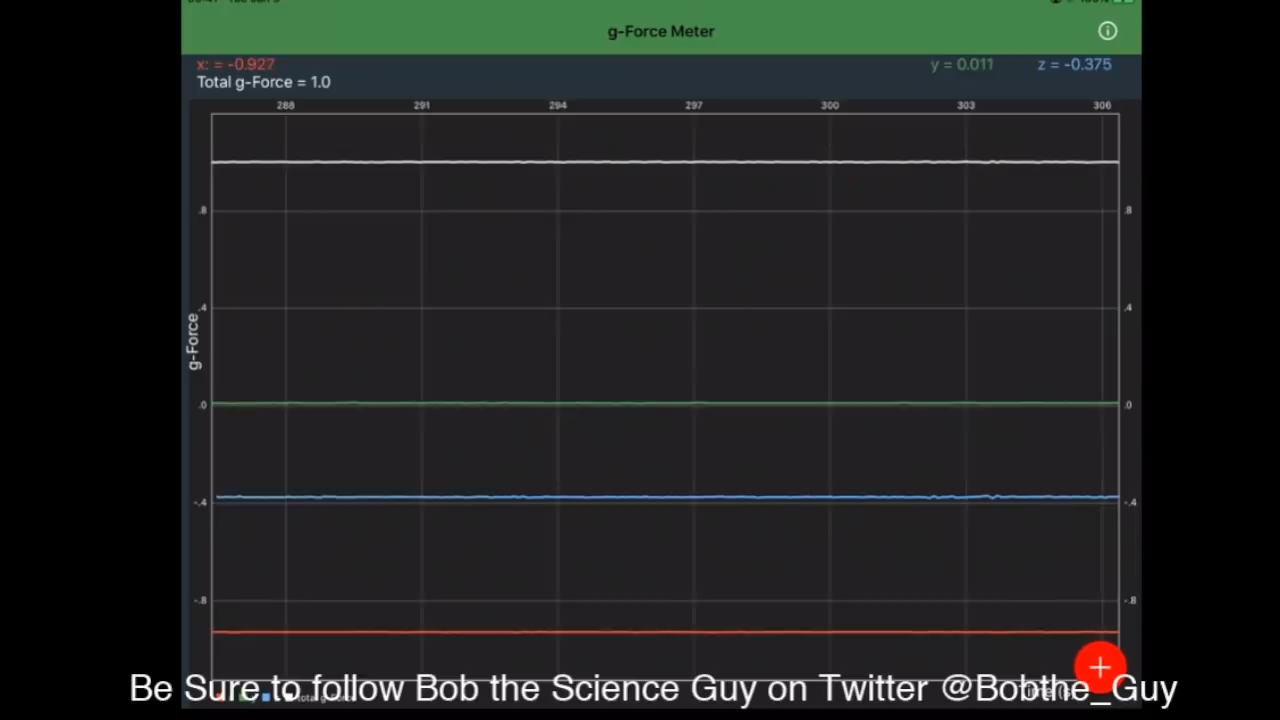 g-Force Meter
x: = -0.927 y = 0.011 z = -0.375
Total g-Force = 1.0
288 291 294 297 300 303 306
.8 .8
.4 .4
g-Force
.0 .0
-.4 -.4
-.8 -.8
Be Sure to follow Bob the Science Guy on Twitter @Bobthe_Guy